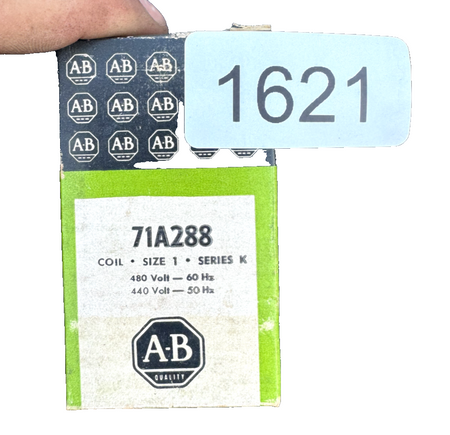 A-B A-B A-B
1621
A-B A-B A-B
A-B A-B A-B
71A288
COIL • SIZE 1 • SERIES K
480 Volt — 60 Hz
440 Volt — 50 Hz
A-B
QUALITY